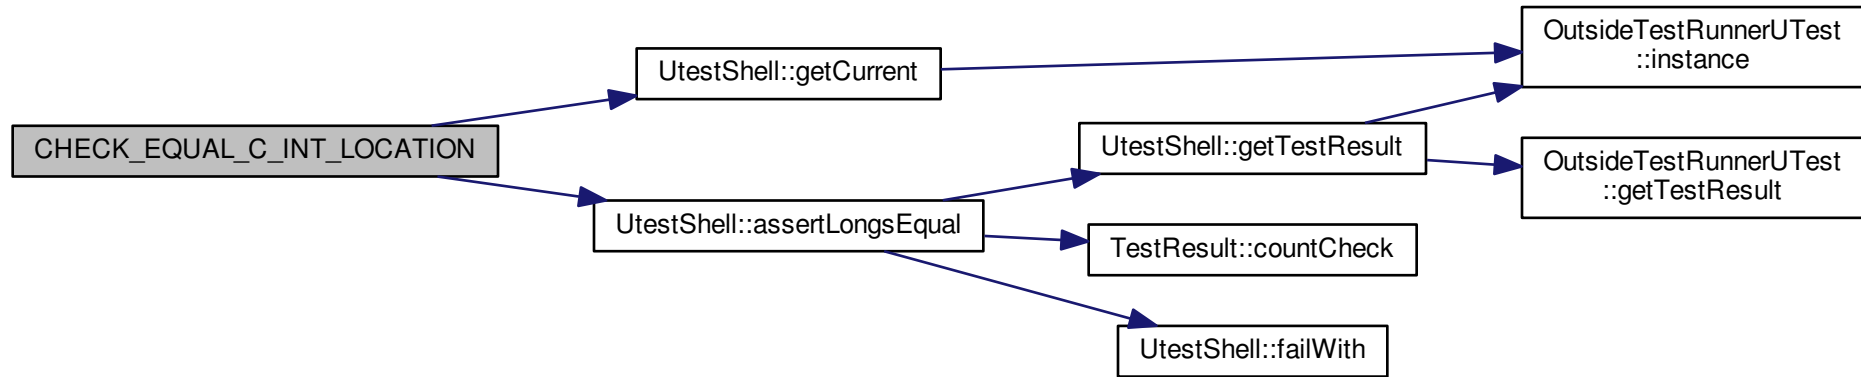 CHECK_EQUAL_C_INT_LOCATION
UtestShell::getCurrent
UtestShell::assertLongsEqual
UtestShell::getTestResult
TestResult::countCheck
UtestShell::failWith
OutsideTestRunnerUTest
::instance
OutsideTestRunnerUTest
::getTestResult